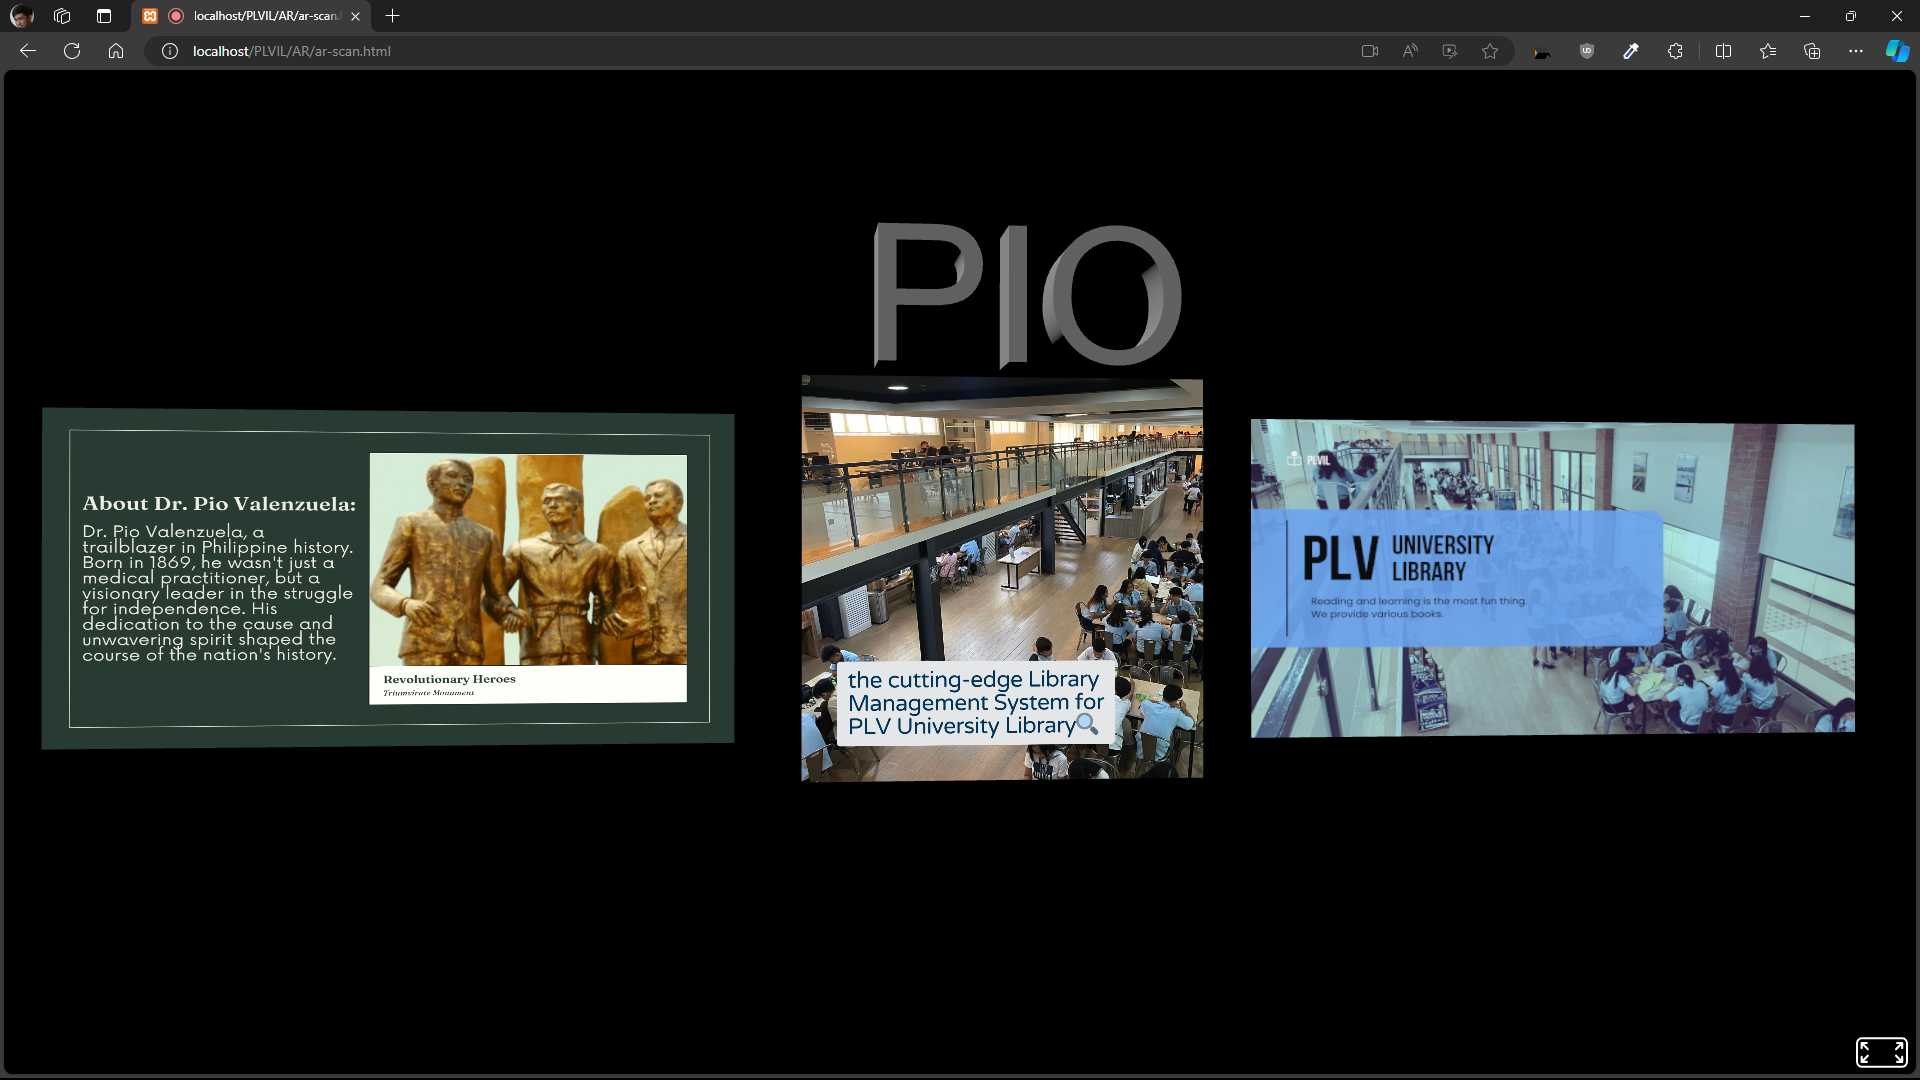 localhost/PLVIL/AR/ar-scan.
localhost/PLVIL/AR/ar-scan.html
PIO
About Dr. Pio Valenzuela:
Dr. Pio Valenzuela, a
trailblazer in Philippine history.
Born in 1869, he wasn't just a
medical practitioner, but a
visionary leader in the struggle
for independence. His
dedication to the cause and
unwavering spirit shaped the
course of the nation's history.
Revolutionary Heroes
Triumvirate Monument
the cutting-edge Library
Management System for
PLV University Library
PLVIL
PLV UNIVERSITY
LIBRARY
Reading and learning is the most fun thing.
We provide various books.